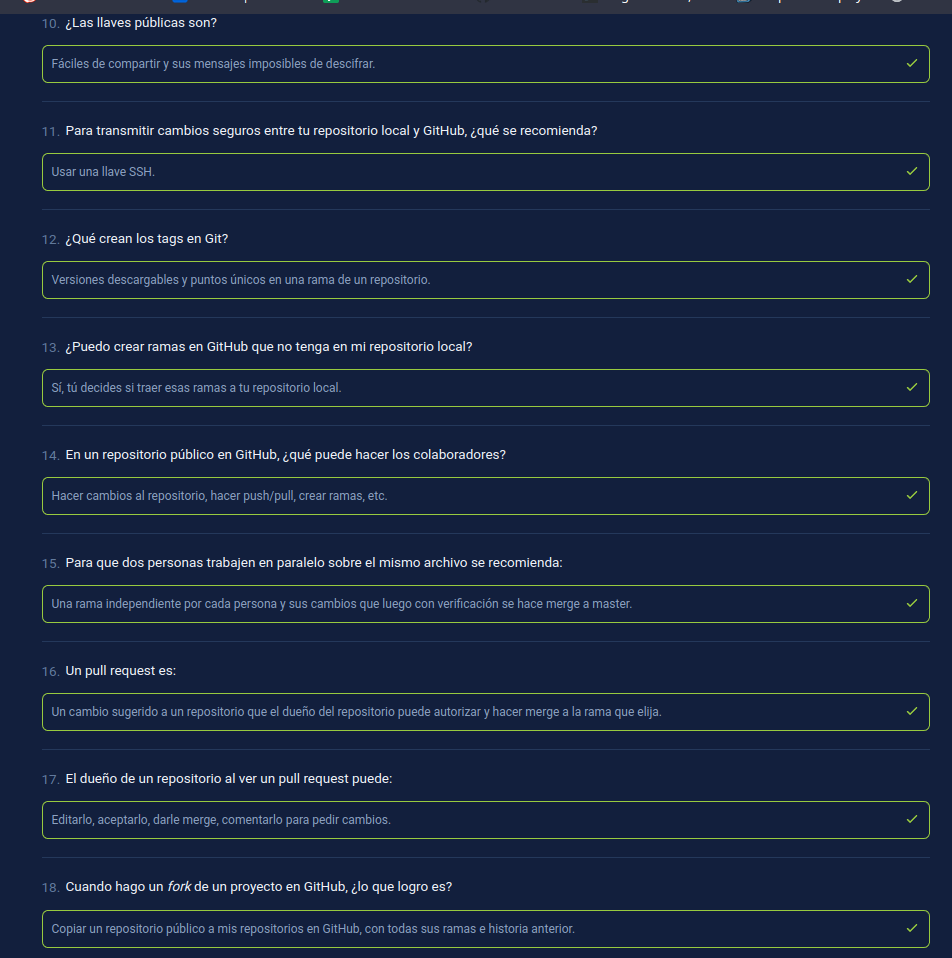 10. ¿Las llaves públicas son?
Fáciles de compartir y sus mensajes imposibles de descifrar.
11. Para transmitir cambios seguros entre tu repositorio local y GitHub, ¿qué se recomienda?
Usar una llave SSH.
12. ¿Qué crean los tags en Git?
Versiones descargables y puntos únicos en una rama de un repositorio.
13. ¿Puedo crear ramas en GitHub que no tenga en mi repositorio local?
Sí, tú decides si traer esas ramas a tu repositorio local.
14. En un repositorio público en GitHub, ¿qué puede hacer los colaboradores?
Hacer cambios al repositorio, hacer push/pull, crear ramas, etc.
15. Para que dos personas trabajen en paralelo sobre el mismo archivo se recomienda:
Una rama independiente por cada persona y sus cambios que luego con verificación se hace merge a master.
16. Un pull request es:
Un cambio sugerido a un repositorio que el dueño del repositorio puede autorizar y hacer merge a la rama que elija.
17. El dueño de un repositorio al ver un pull request puede:
Editarlo, aceptarlo, darle merge, comentarlo para pedir cambios.
18. Cuando hago un fork de un proyecto en GitHub, ¿lo que logro es?
Copiar un repositorio público a mis repositorios en GitHub, con todas sus ramas e historia anterior.